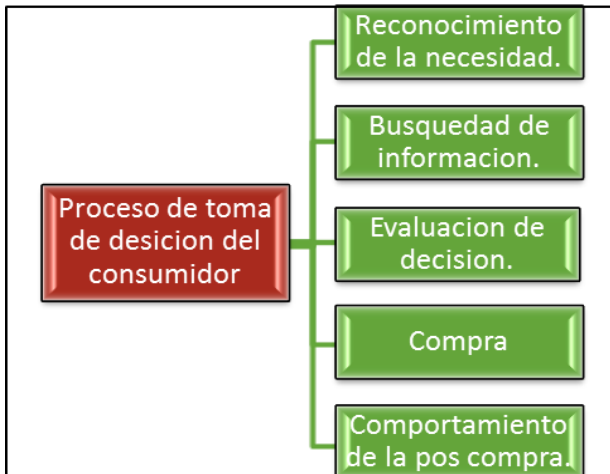 Reconocimiento
de la necesidad.
Busquedad de
informacion.
Proceso de toma
de desicion del
consumidor
Evaluacion de
decision.
Compra
Comportamiento
de la pos compra.